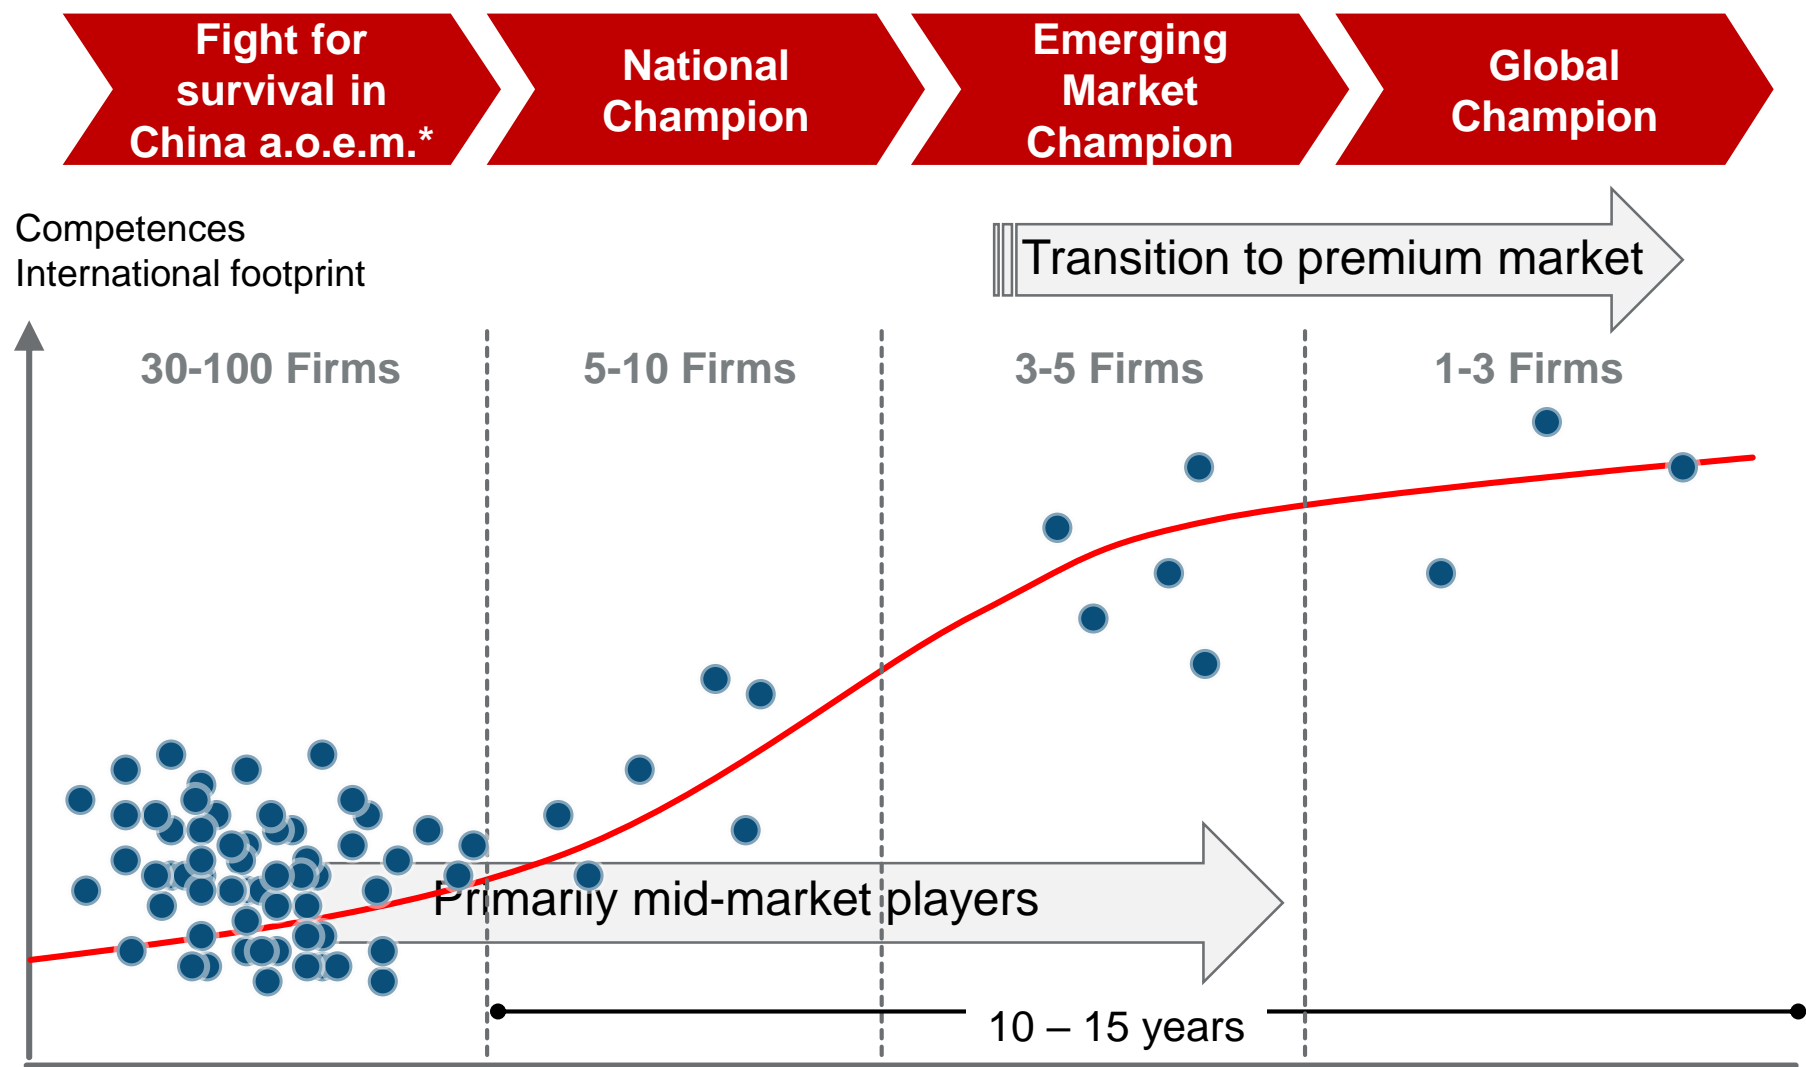 Fight for
survival in
China a.o.e.m.*
National
Champion
Emerging
Market
Champion
Global
Champion
Competences
International footprint
Transition to premium market
30-100 Firms
5-10 Firms
3-5 Firms
1-3 Firms
Primarily mid-market players
10 – 15 years